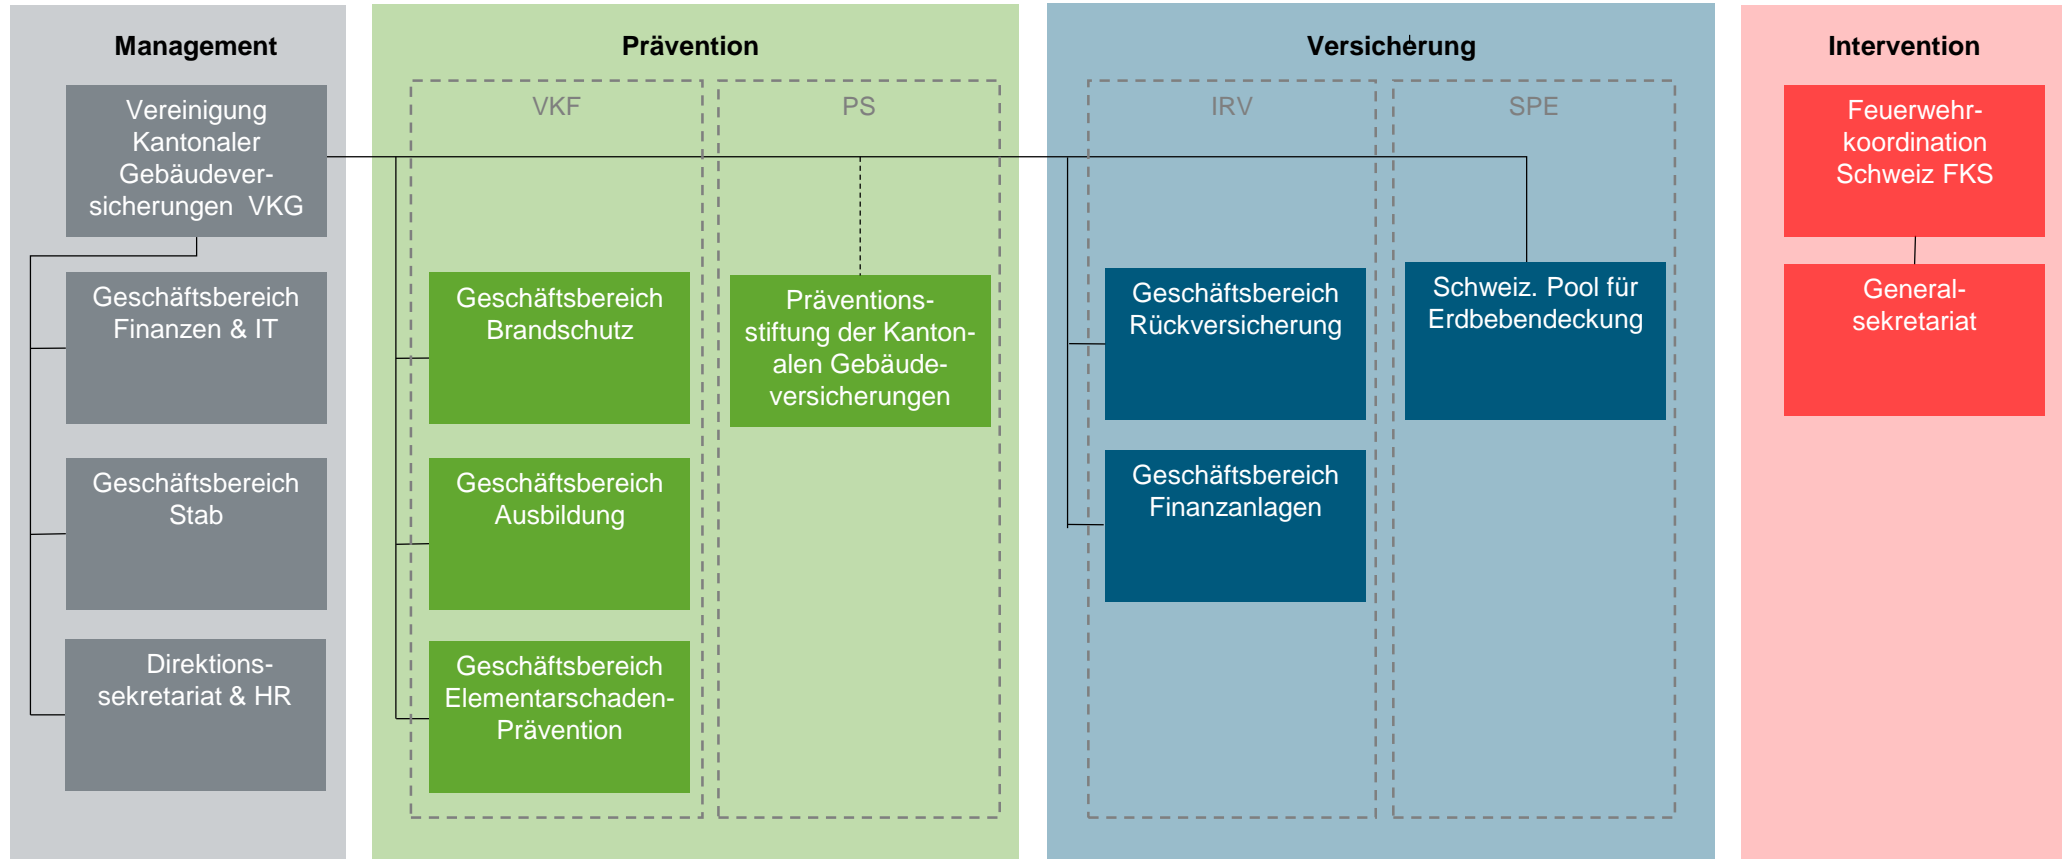 Management
Vereinigung
Kantonaler
Gebäudever-
sicherungen VKG
Geschäftsbereich
Finanzen & IT
Geschäftsbereich
Stab
Direktions-
sekretariat & HR
Prävention
VKF
Geschäftsbereich
Brandschutz
Geschäftsbereich
Ausbildung
Geschäftsbereich
Elementarschaden-
Prävention
PS
Präventions-
stiftung der Kanton-
alen Gebäude-
versicherungen
Versicherung
IRV
Geschäftsbereich
Rückversicherung
Geschäftsbereich
Finanzanlagen
SPE
Schweiz. Pool für
Erdbebendeckung
Intervention
Feuerwehr-
koordination
Schweiz FKS
General-
sekretariat